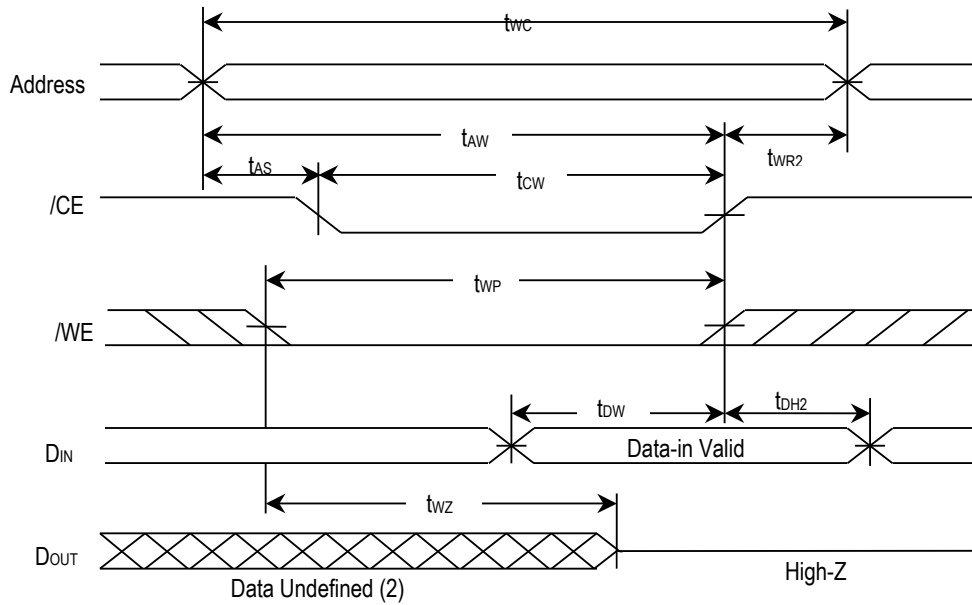 tWC
Address
tAW
tWR2
tAS
tCW
/CE
tWP
/WE
tDW
tDH2
DIN
Data-in Valid
tWZ
DOUT
High-Z
Data Undefined (2)